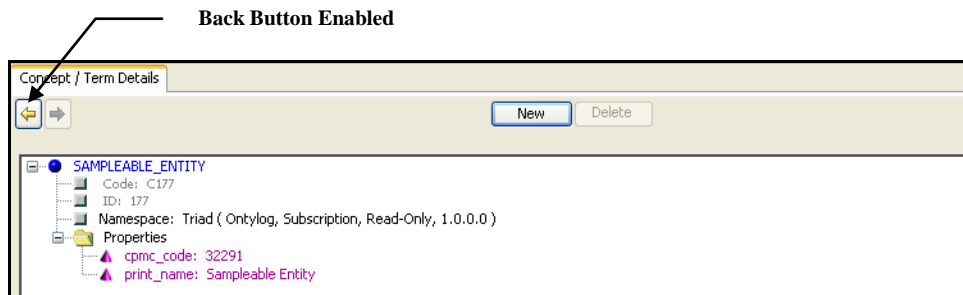 Back Button Enabled
Concept / Term Details
New Delete
SAMPLEABLE_ENTITY
Code: C177
ID: 177
Namespace: Triad ( Ontylog, Subscription, Read-Only, 1.0.0.0 )
Properties
cpmc_code: 32291
print_name: Sampleable Entity